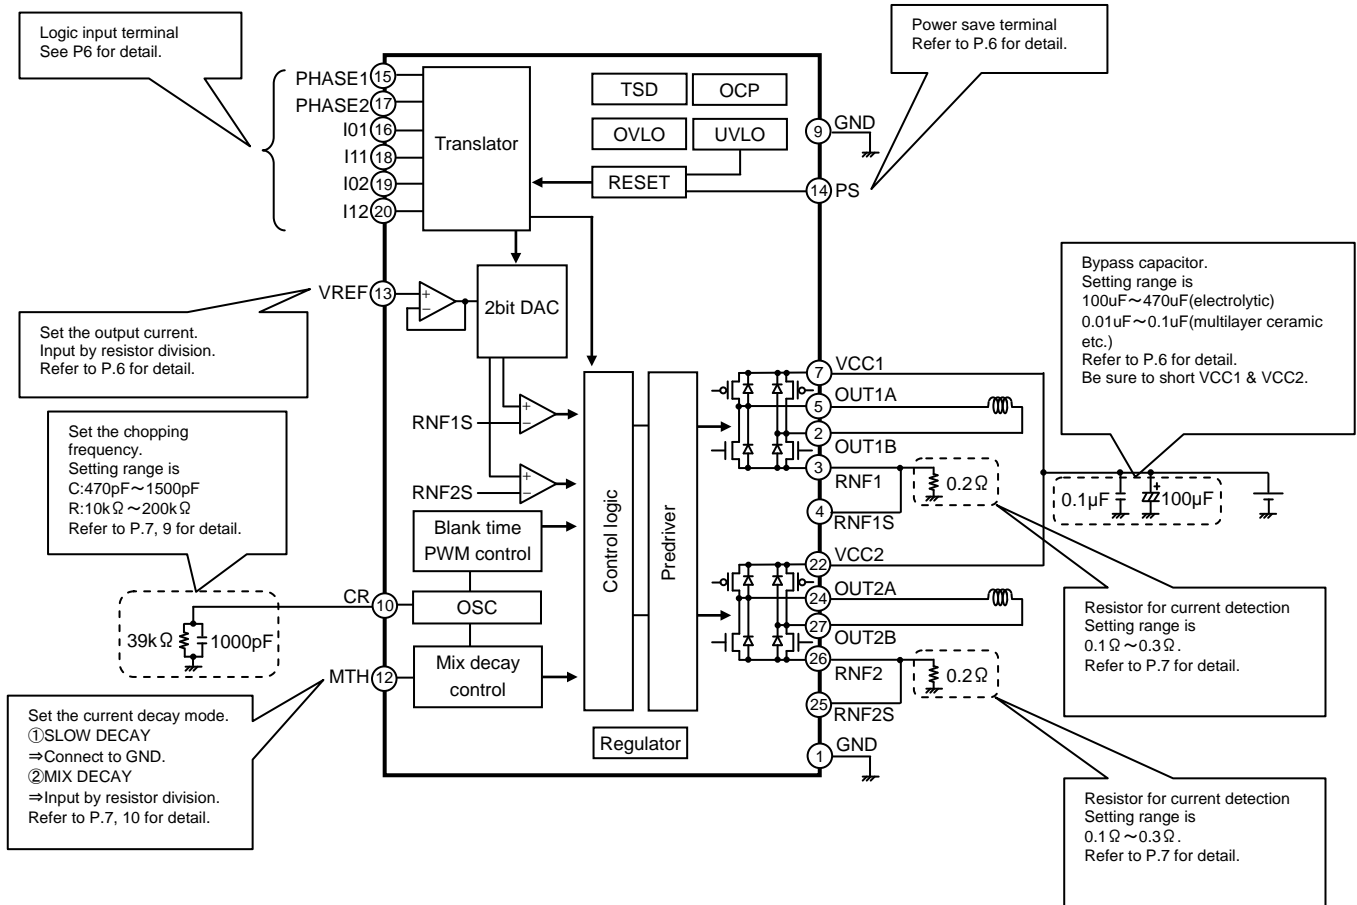 Logic input terminal
See P6 for detail.
Power save terminal
Refer to P.6 for detail.
PHASE1 15
PHASE2 17
I01 16
I11 18
I02 19
I12 20
Translator
TSD
OCP
OVLO
UVLO
RESET
9 GND
14 PS
VREF 13
+
−
2bit DAC
Set the output current.
Input by resistor division.
Refer to P.6 for detail.
Bypass capacitor.
Setting range is
100uF～470uF(electrolytic)
0.01uF～0.1uF(multilayer ceramic
etc.)
Refer to P.6 for detail.
Be sure to short VCC1 & VCC2.
Set the chopping
frequency.
Setting range is
C:470pF～1500pF
R:10kΩ～200kΩ
Refer to P.7, 9 for detail.
RNF1S
+
−
RNF2S
+
−
Blank time
PWM control
OSC
Mix decay
control
Control logic
Predriver
Regulator
7 VCC1
5 OUT1A
2 OUT1B
3 RNF1
4 RNF1S
0.2Ω
22 VCC2
24 OUT2A
27 OUT2B
26 RNF2
25 RNF2S
0.2Ω
1 GND
0.1µF
+
100µF
CR 10
39kΩ
1000pF
MTH 12
Set the current decay mode.
①SLOW DECAY
⇒Connect to GND.
②MIX DECAY
⇒Input by resistor division.
Refer to P.7, 10 for detail.
Resistor for current detection
Setting range is
0.1Ω～0.3Ω.
Refer to P.7 for detail.
Resistor for current detection
Setting range is
0.1Ω～0.3Ω.
Refer to P.7 for detail.